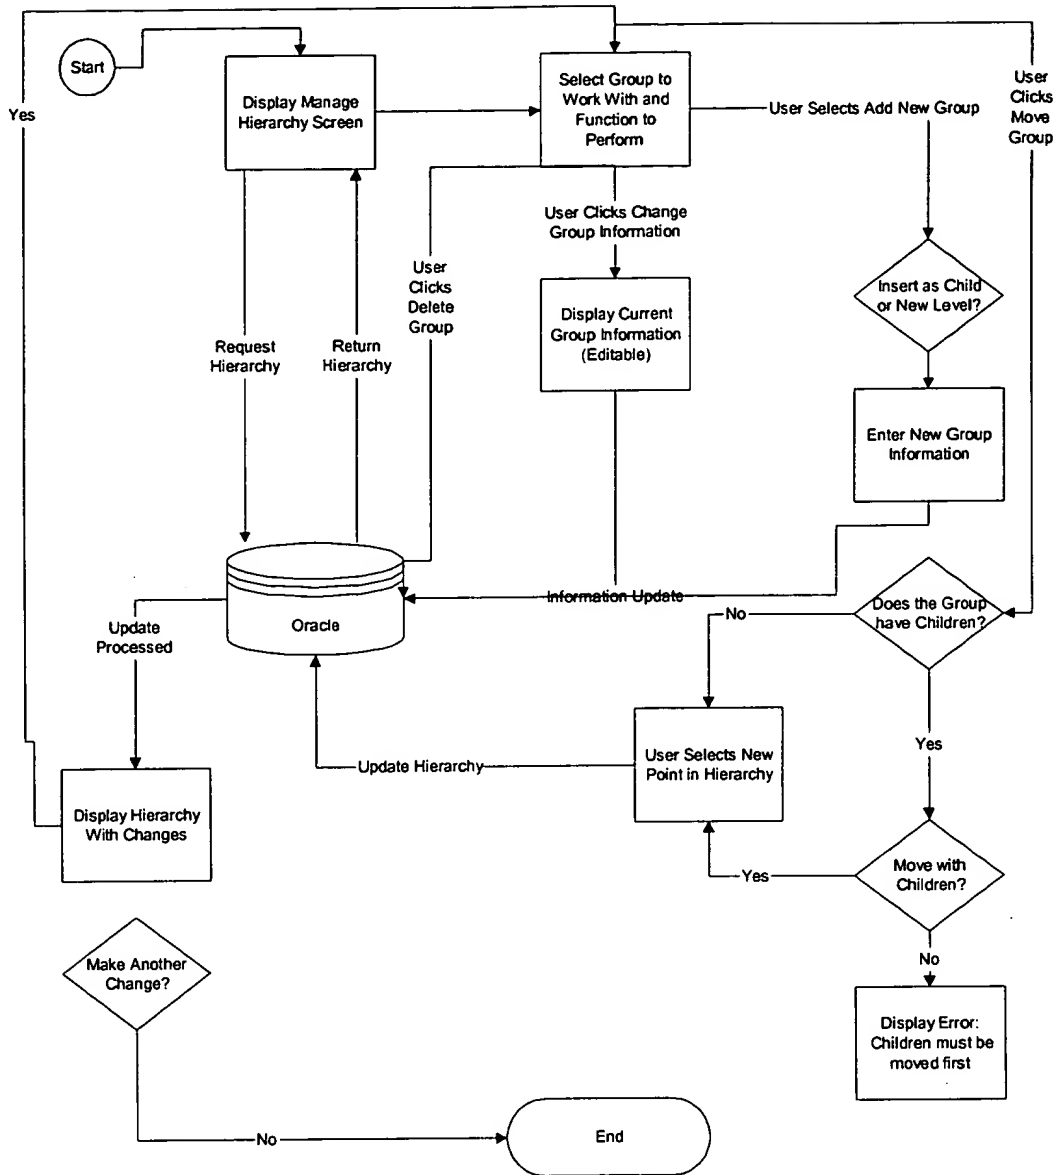 Start
Yes
Display Manage
Hierarchy Screen
Select Group to
Work With and
Function to
Perform
User Selects Add New Group
User
Clicks
Move
Group
User Clicks Change
Group Information
User
Clicks
Delete
Group
Insert as Child
or New Level?
Display Current
Group Information
(Editable)
Request
Hierarchy
Return
Hierarchy
Enter New Group
Information
Information Update
Oracle
Does the Group
have Children?
No
Update
Processed
Yes
User Selects New
Point in Hierarchy
Update Hierarchy
Display Hierarchy
With Changes
Move with
Children?
Yes
No
Make Another
Change?
Display Error:
Children must be
moved first
No
End